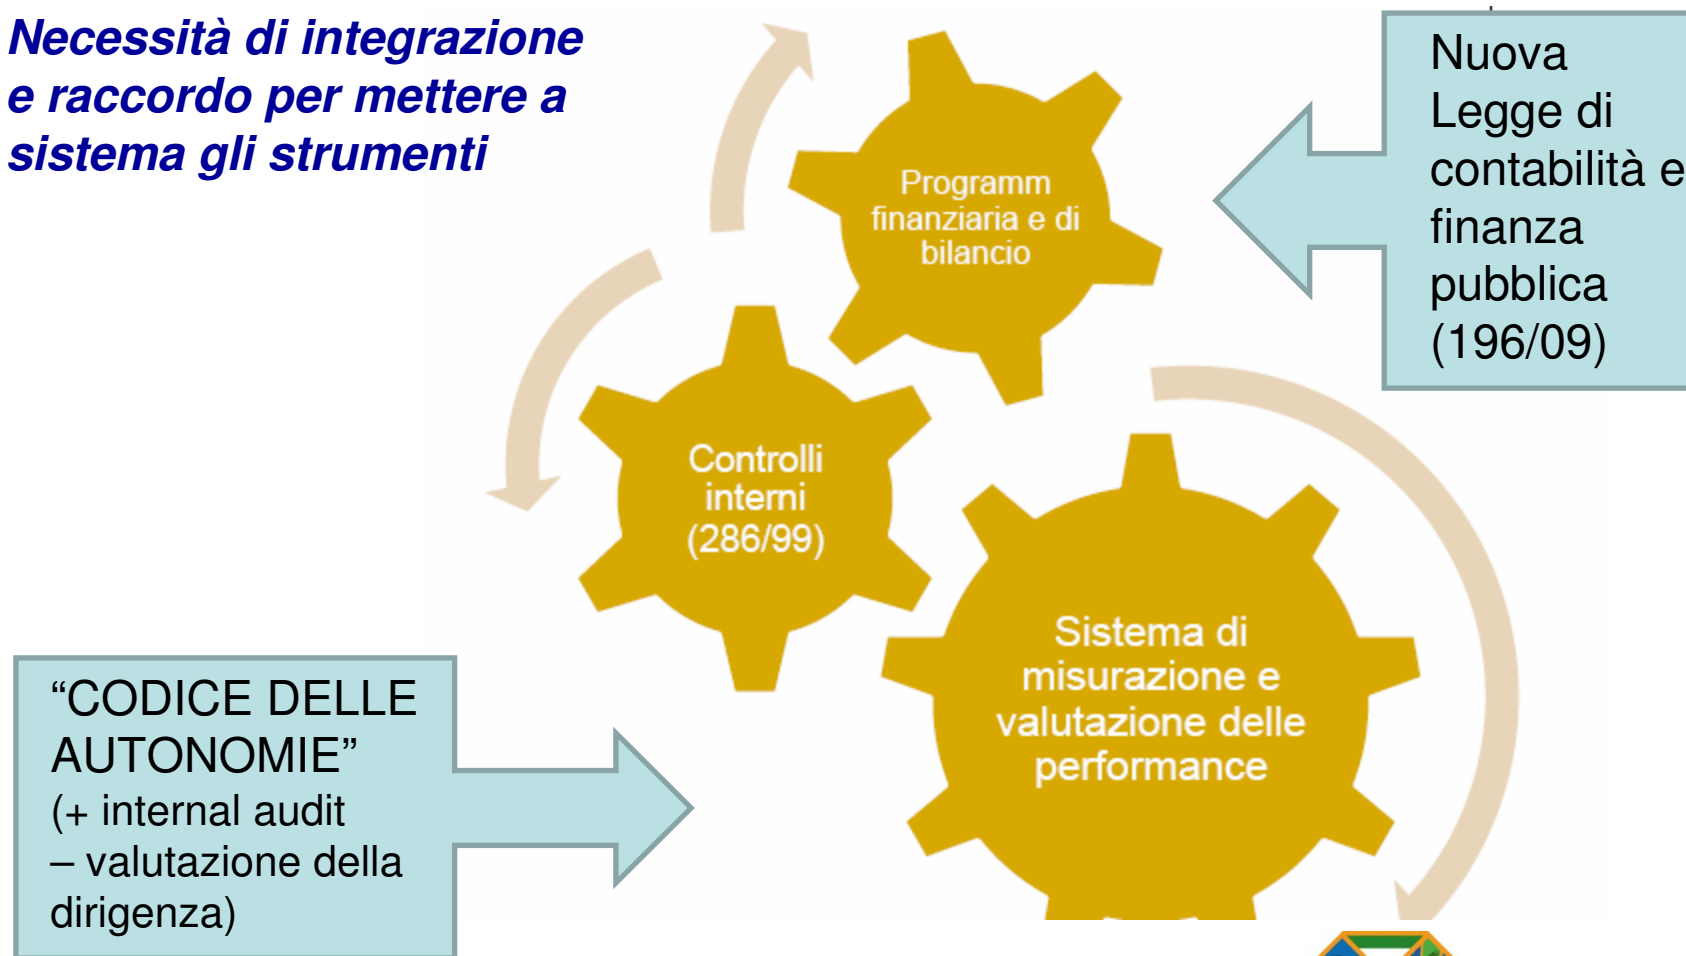 Necessità di integrazione
e raccordo per mettere a
sistema gli strumenti
Programm
finanziaria e di
bilancio
Nuova
Legge di
contabilità e
finanza
pubblica
(196/09)
Controlli
interni
(286/99)
Sistema di
misurazione e
valutazione delle
performance
“CODICE DELLE
AUTONOMIE”
(+ internal audit
– valutazione della
dirigenza)